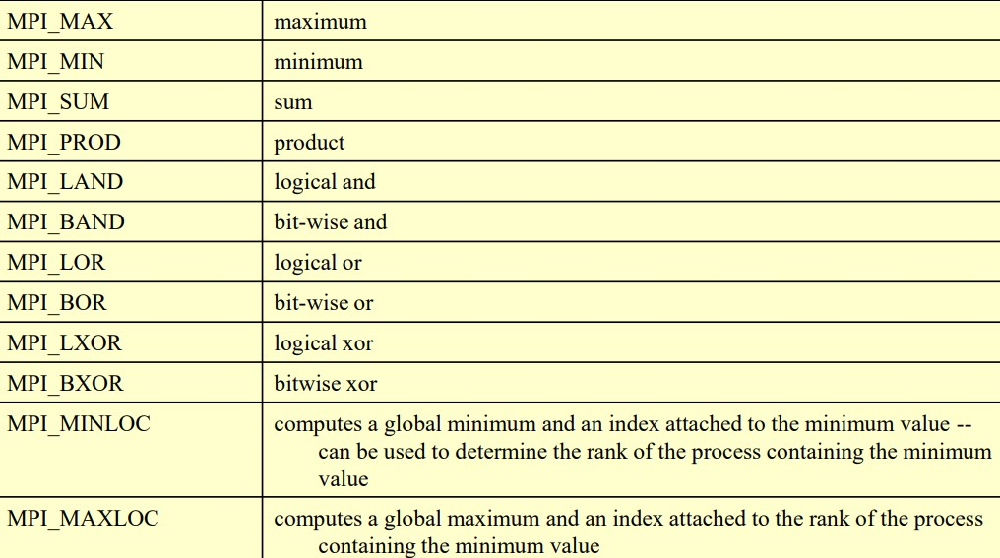 MPI_MAX maximum
MPI_MIN minimum
MPI_SUM sum
MPI_PROD product
MPI_LAND logical and
MPI_BAND bit-wise and
MPI_LOR logical or
MPI_BOR bit-wise or
MPI_LXOR logical xor
MPI_BXOR bitwise xor
MPI_MINLOC computes a global minimum and an index attached to the minimum value --
can be used to determine the rank of the process containing the minimum
value
MPI_MAXLOC computes a global maximum and an index attached to the rank of the process
containing the minimum value